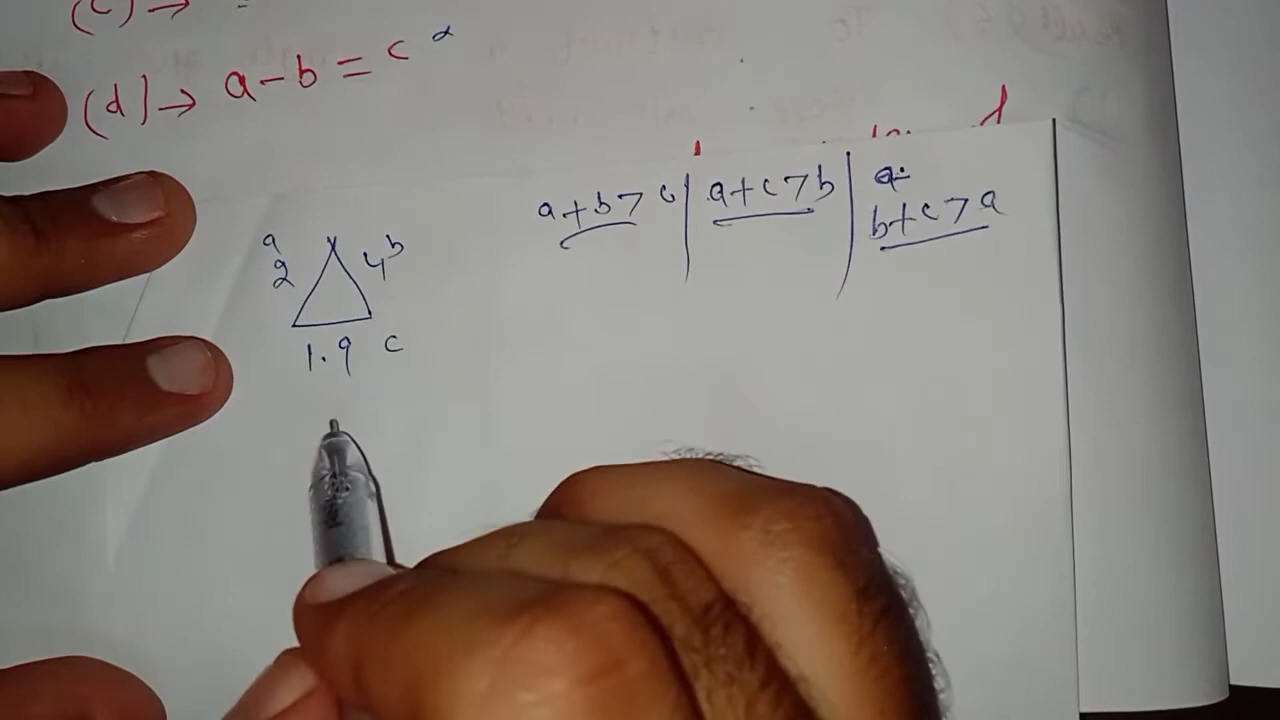 (c) →
(d) → a-b=c
a+b>c | a+c>b | a
b+c>a
a
2
4 b
1.9 c